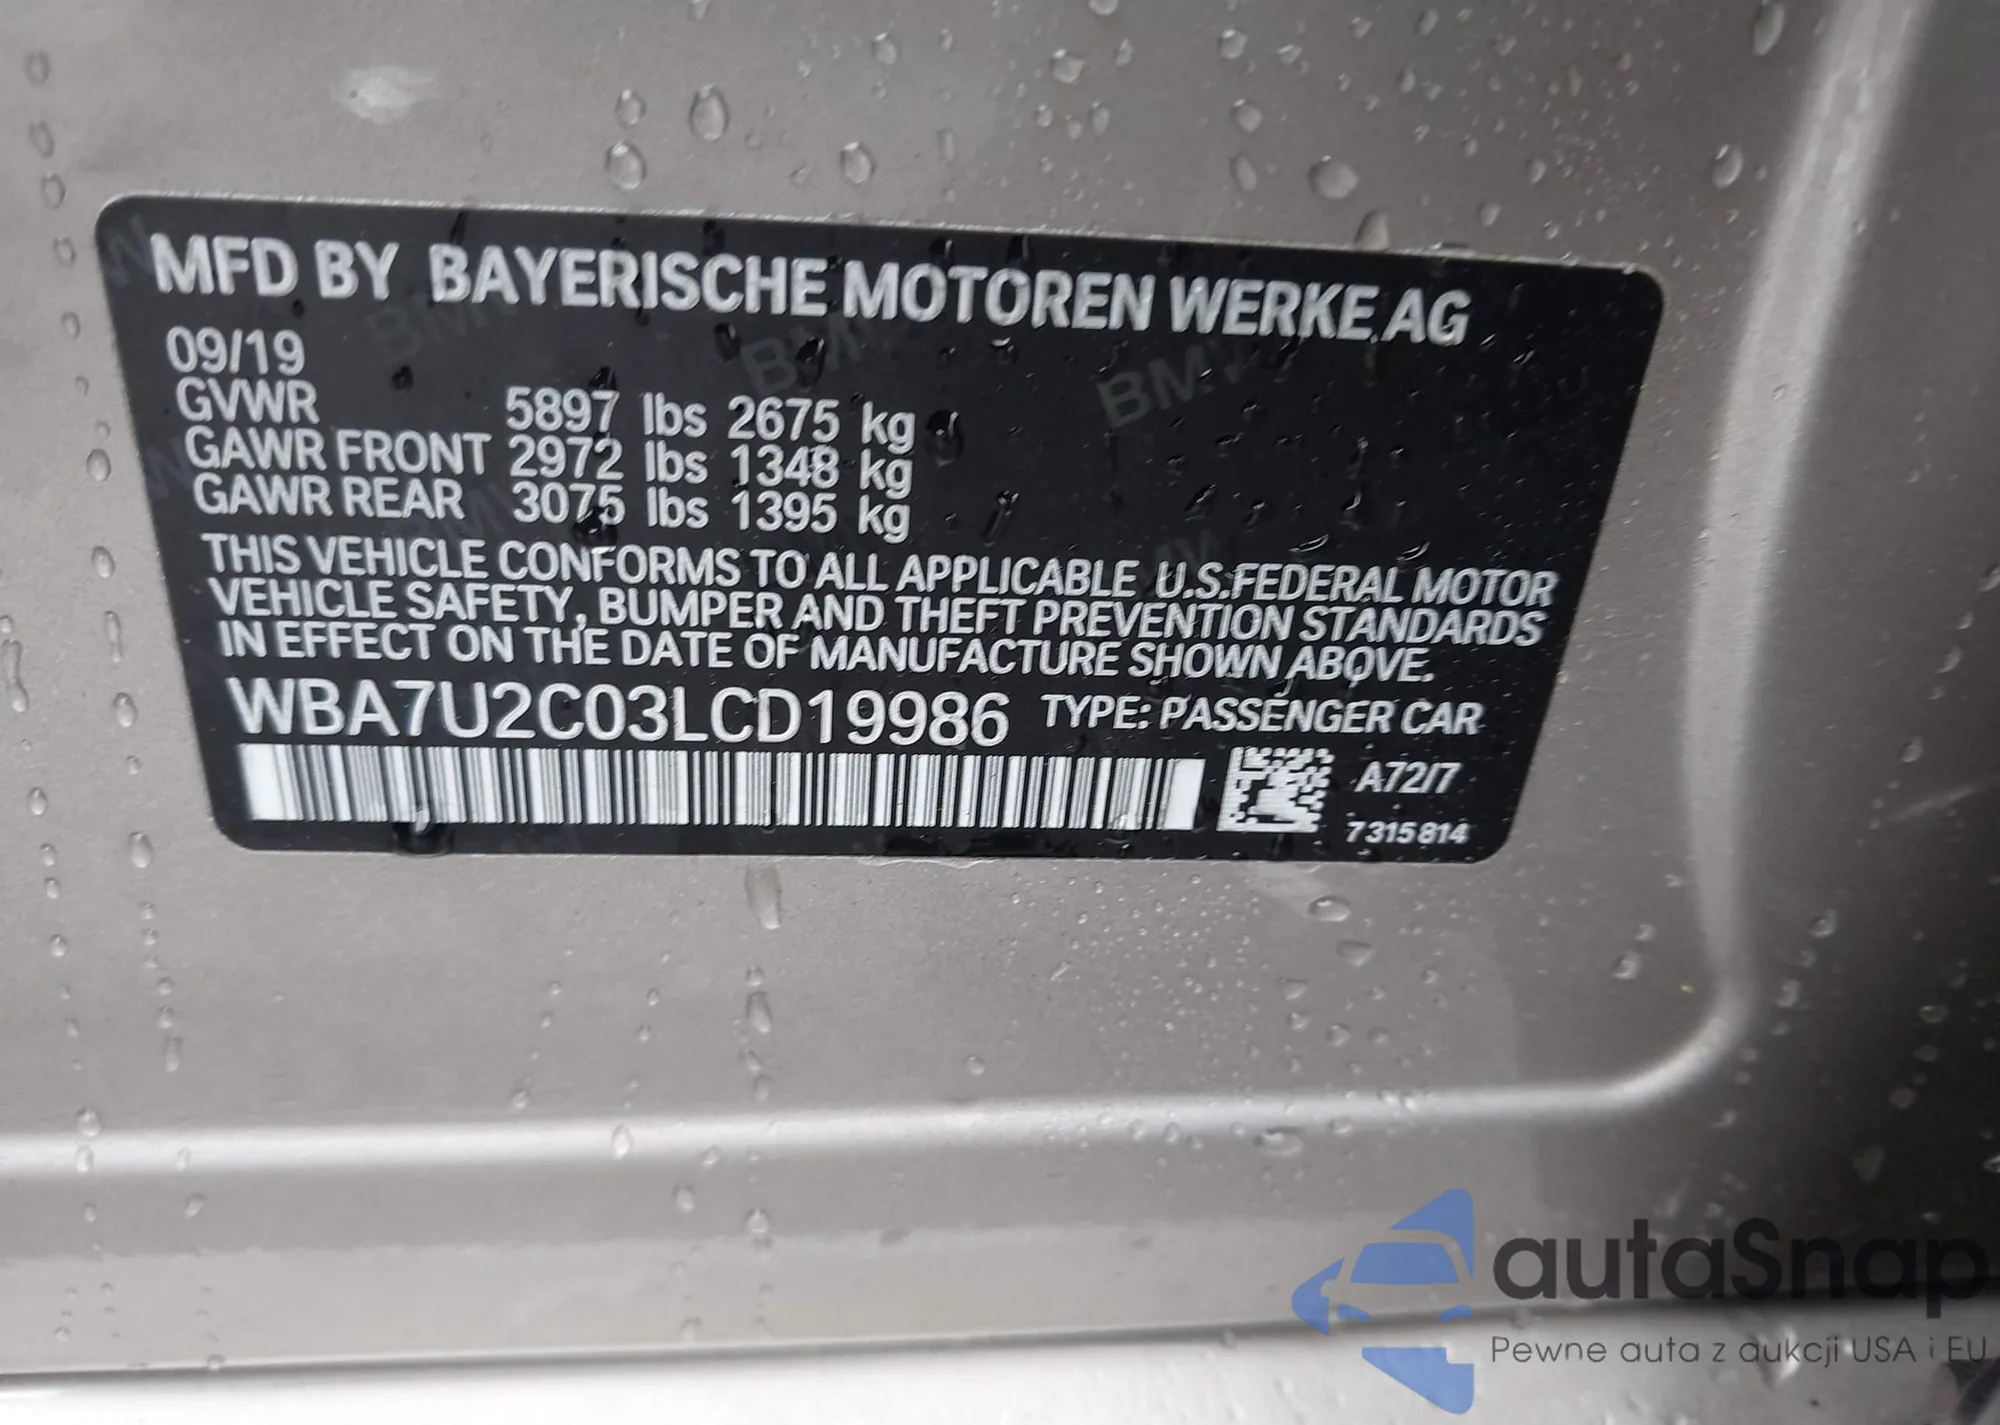 MFD BY BAYERISCHE MOTOREN WERKE AG
09/19
GVWR 5897 lbs 2675 kg
GAWR FRONT 2972 lbs 1348 kg
GAWR REAR 3075 lbs 1395 kg
THIS VEHICLE CONFORMS TO ALL APPLICABLE U.S.FEDERAL MOTOR
VEHICLE SAFETY, BUMPER AND THEFT PREVENTION STANDARDS
IN EFFECT ON THE DATE OF MANUFACTURE SHOWN ABOVE.
WBA7U2C03LCD19986 TYPE: PASSENGER CAR
A72/7
7315814
autaSnap
Pewne auta z aukcji USA i EU